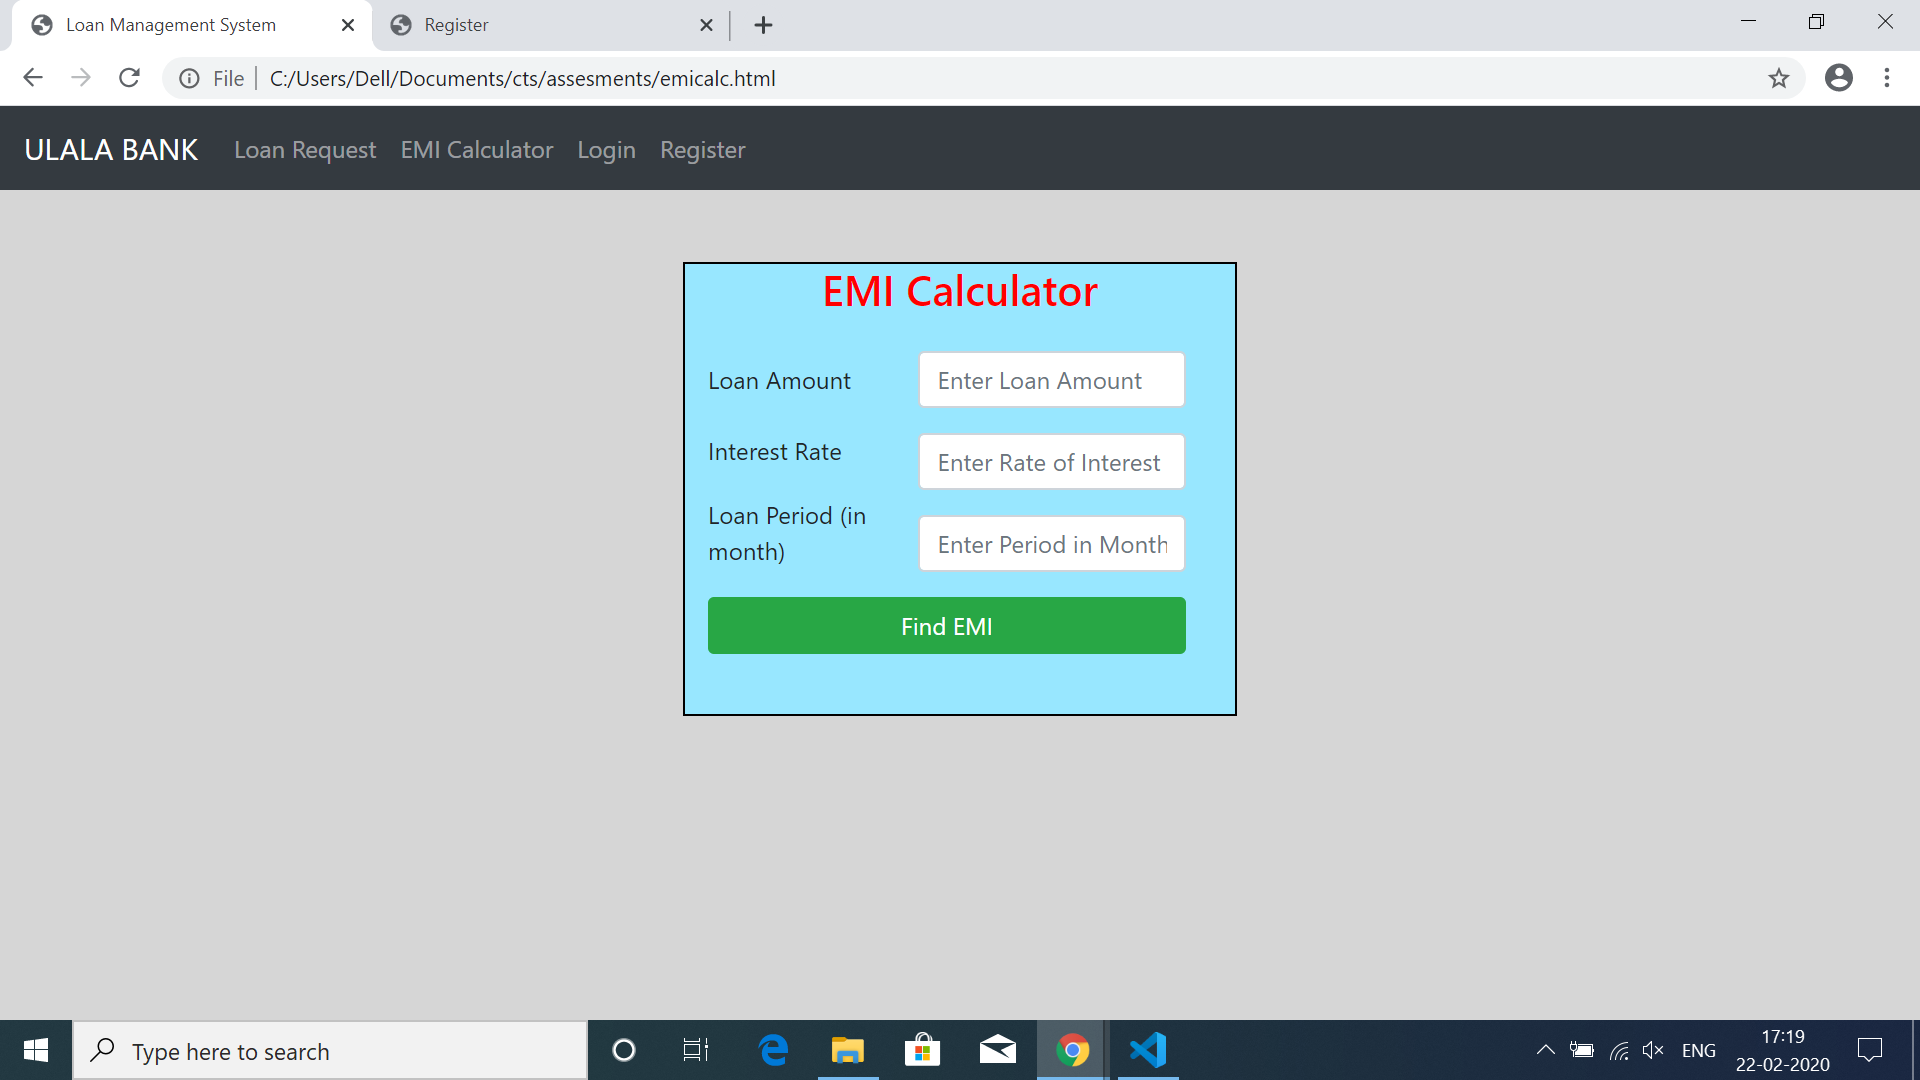 Loan Management System
Register
File
C:/Users/Dell/Documents/cts/assesments/emicalc.html
ULALA BANK Loan Request EMI Calculator Login Register
EMI Calculator
Loan Amount
Enter Loan Amount
Interest Rate
Enter Rate of Interest
Loan Period (in
month)
Enter Period in Month
Find EMI
Type here to search
ENG
17:19
22-02-2020